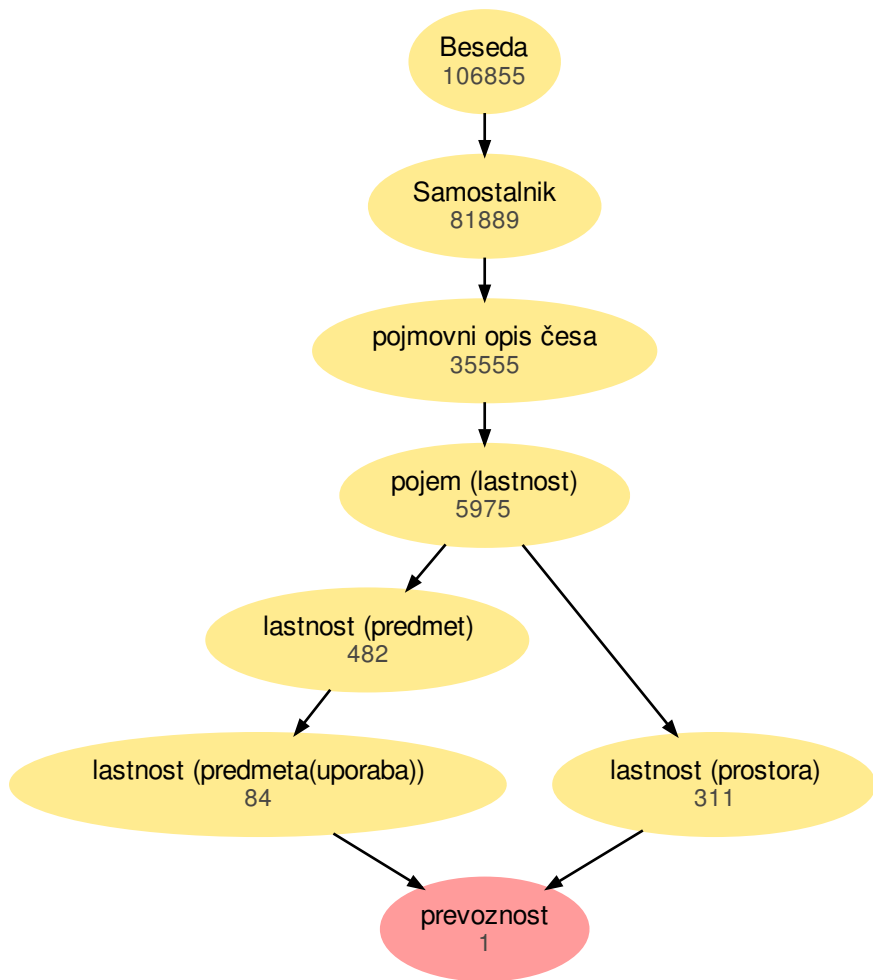 Beseda
106855
Samostalnik
81889
pojmovni opis česa
35555
pojem (lastnost)
5975
lastnost (predmet)
482
lastnost (predmeta(uporaba))
84
lastnost (prostora)
311
prevoznost
1